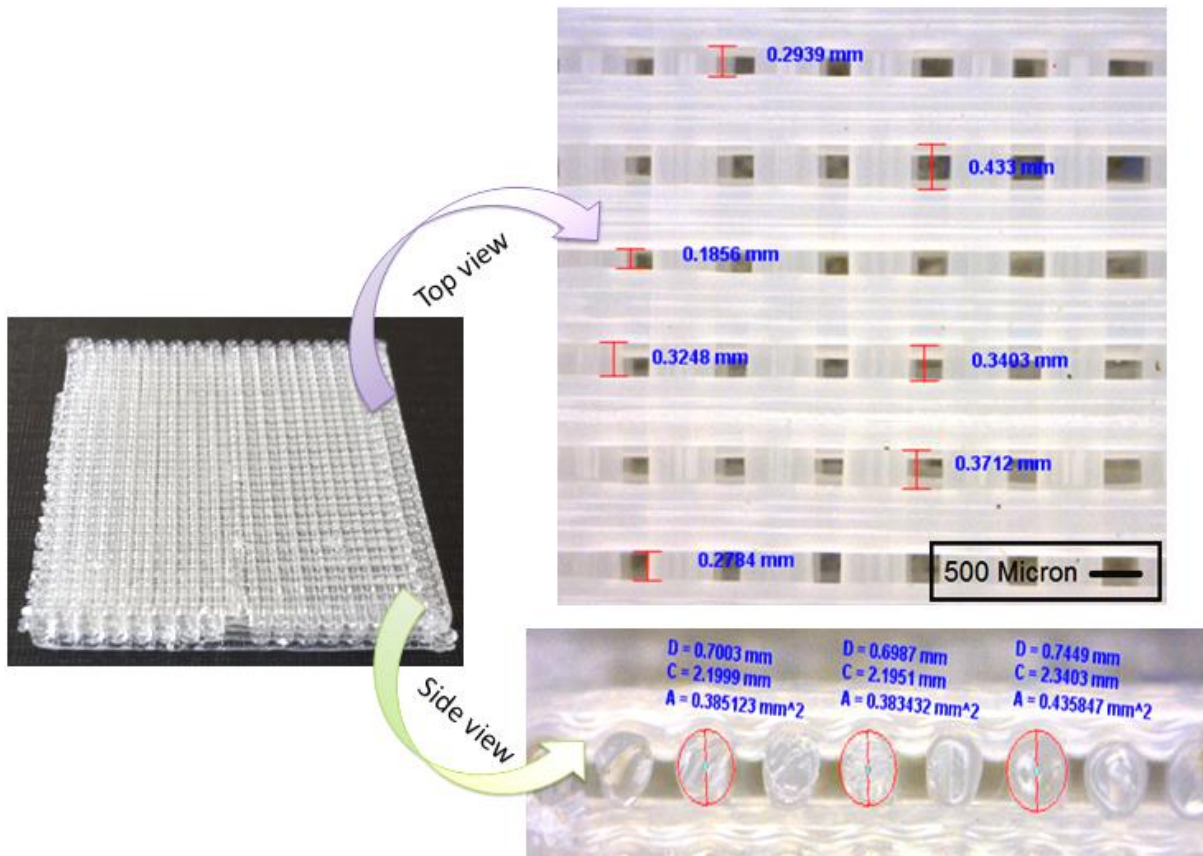 0.2939 mm
0.433 mm
Top view
0.1856 mm
0.3248 mm
0.3403 mm
0.3712 mm
0.2784 mm
500 Micron
Side view
D = 0.7003 mm
C = 2.1999 mm
A = 0.385123 mm^2
D = 0.6987 mm
C = 2.1951 mm
A = 0.383432 mm^2
D = 0.7449 mm
C = 2.3403 mm
A = 0.435847 mm^2